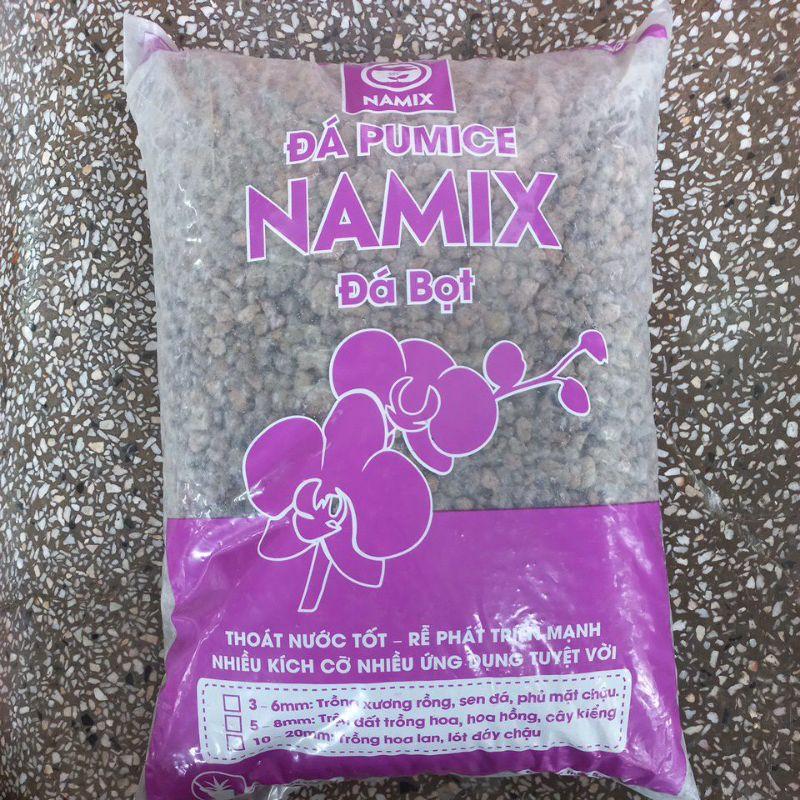 NAMIX
ĐÁ PUMICE
NAMIX
Đá Bọt
THOÁT NƯỚC TỐT – RỄ PHÁT TRIỂN MẠNH
NHIỀU KÍCH CỠ NHIỀU ỨNG DỤNG TUYỆT VỜI
3 – 6mm: Trồng xương rồng, sen đá, phủ mặt chậu.
5 – 8mm: Trộn đất trồng hoa, hoa hồng, cây kiểng
10 – 20mm: Trồng hoa lan, lót đáy chậu